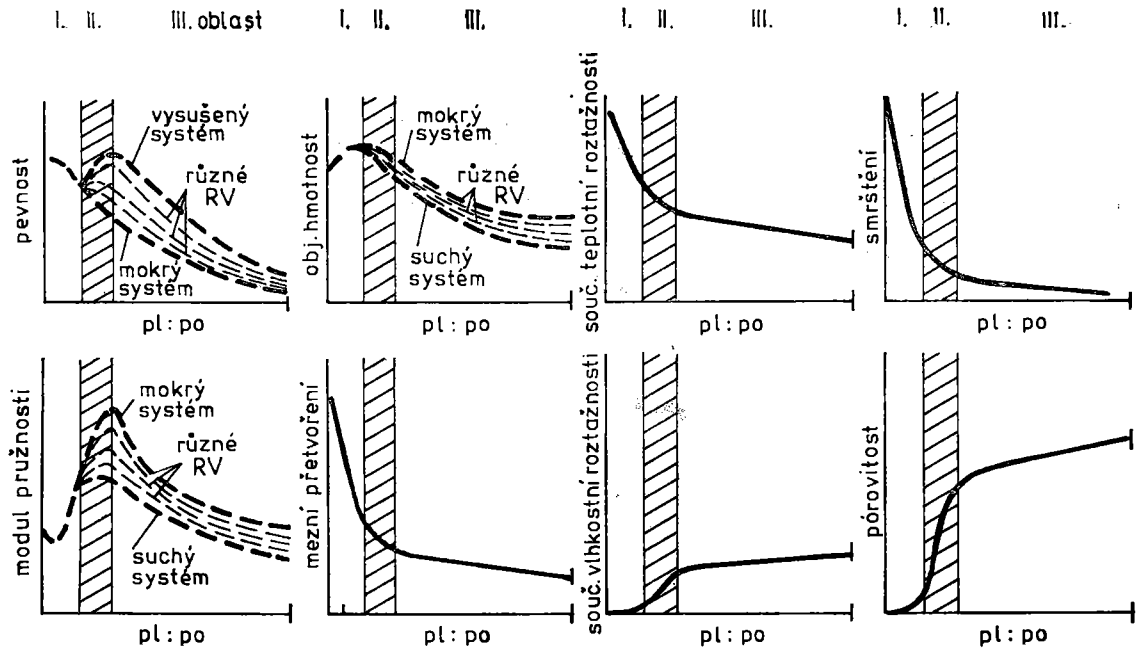 I. II. III. oblast
I. II. III.
I. II. III.
I. II. III.
pevnost
vysušený
systém
různé
RV
mokrý
systém
pl : po
obj. hmotnost
mokrý
systém
různé
RV
suchý
systém
pl : po
souč. teplotní roztažnosti
pl : po
smrštění
pl : po
modul pružnosti
mokrý
systém
různé
RV
suchý
systém
pl : po
mezní přetvoření
pl : po
souč. vlhkostní roztažnosti
pl : po
pórovitost
pl : po